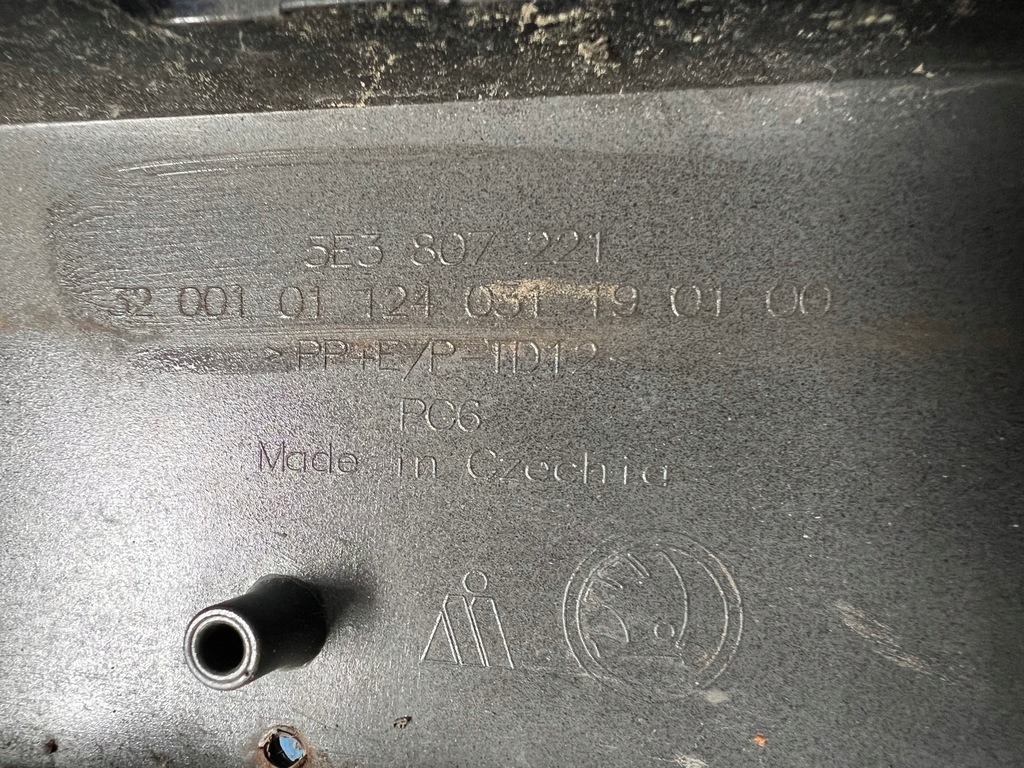 5E3 807 221
32 001 01 124 031 19 01 00
>PP+E/P-TD12<
PC6
Made in Czechia